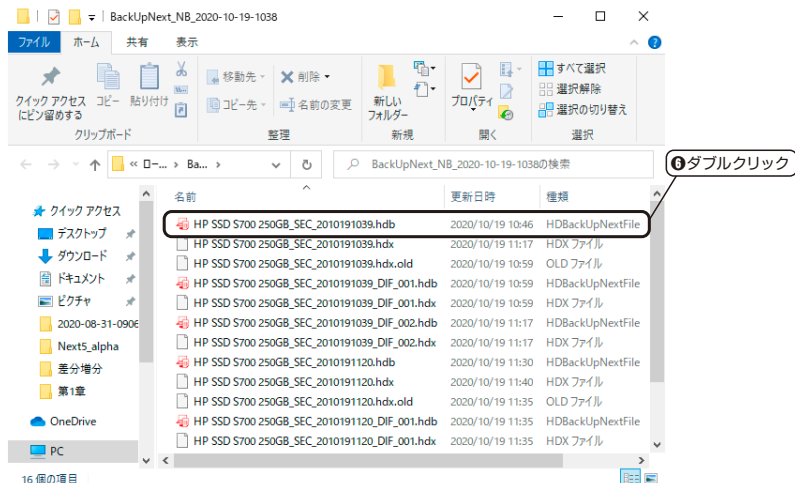 BackUpNext_NB_2020-10-19-1038
ファイル ホーム 共有 表示
クイック アクセスにピン留めする コピー 貼り付け
移動先 削除
コピー先 名前の変更
新しいフォルダー
プロパティ
すべて選択
選択解除
選択の切り替え
クリップボード 整理 新規 開く 選択
« ロー... › Ba... › BackUpNext_NB_2020-10-19-1038の検索
❻ダブルクリック
名前 更新日時 種類
クイック アクセス
デスクトップ
ダウンロード
ドキュメント
ピクチャ
2020-08-31-0906
Next5_alpha
差分増分
第1章
OneDrive
PC
HP SSD S700 250GB_SEC_2010191039.hdb 2020/10/19 10:46 HDBackUpNextFile
HP SSD S700 250GB_SEC_2010191039.hdx 2020/10/19 11:17 HDX ファイル
HP SSD S700 250GB_SEC_2010191039.hdx.old 2020/10/19 10:59 OLD ファイル
HP SSD S700 250GB_SEC_2010191039_DIF_001.hdb 2020/10/19 10:59 HDBackUpNextFile
HP SSD S700 250GB_SEC_2010191039_DIF_001.hdx 2020/10/19 10:59 HDX ファイル
HP SSD S700 250GB_SEC_2010191039_DIF_002.hdb 2020/10/19 11:17 HDBackUpNextFile
HP SSD S700 250GB_SEC_2010191039_DIF_002.hdx 2020/10/19 11:17 HDX ファイル
HP SSD S700 250GB_SEC_2010191120.hdb 2020/10/19 11:30 HDBackUpNextFile
HP SSD S700 250GB_SEC_2010191120.hdx 2020/10/19 11:40 HDX ファイル
HP SSD S700 250GB_SEC_2010191120.hdx.old 2020/10/19 11:35 OLD ファイル
HP SSD S700 250GB_SEC_2010191120_DIF_001.hdb 2020/10/19 11:35 HDBackUpNextFile
HP SSD S700 250GB_SEC_2010191120_DIF_001.hdx 2020/10/19 11:35 HDX ファイル
16 個の項目